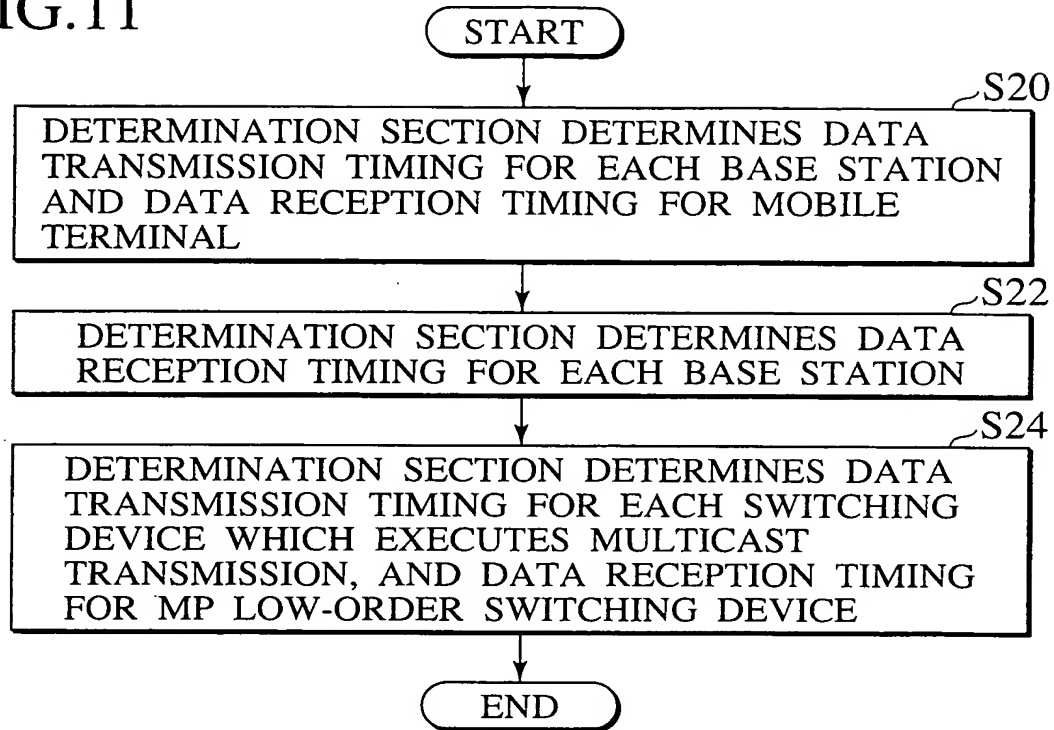 IG.11
START
S20
DETERMINATION SECTION DETERMINES DATA
TRANSMISSION TIMING FOR EACH BASE STATION
AND DATA RECEPTION TIMING FOR MOBILE
TERMINAL
S22
DETERMINATION SECTION DETERMINES DATA
RECEPTION TIMING FOR EACH BASE STATION
S24
DETERMINATION SECTION DETERMINES DATA
TRANSMISSION TIMING FOR EACH SWITCHING
DEVICE WHICH EXECUTES MULTICAST
TRANSMISSION, AND DATA RECEPTION TIMING
FOR MP LOW-ORDER SWITCHING DEVICE
END